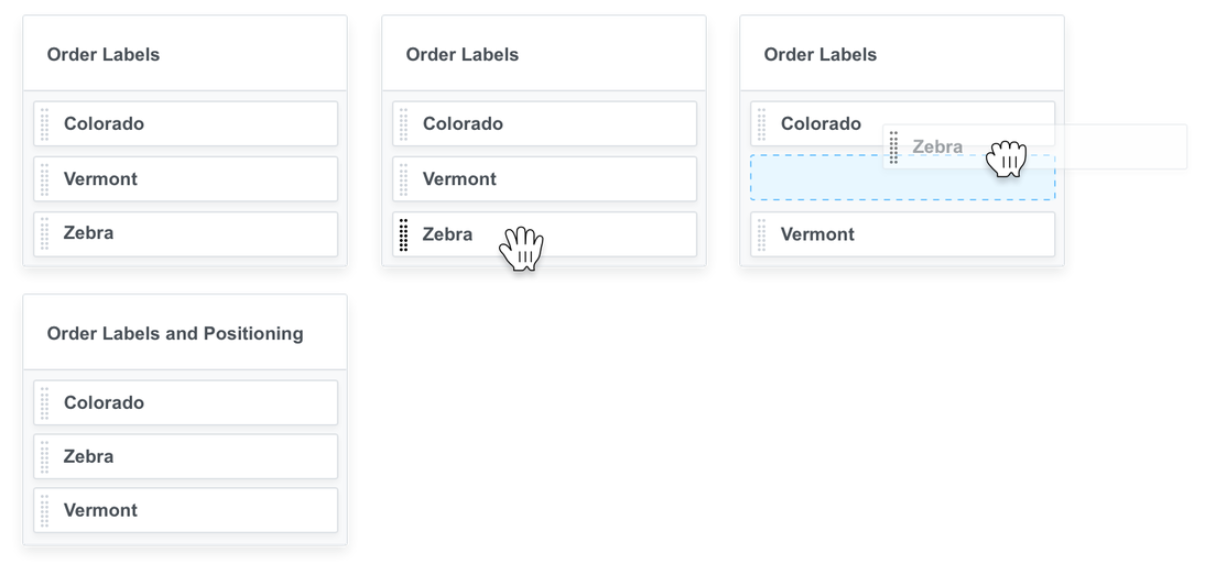 Order Labels
Colorado
Vermont
Zebra
Order Labels
Colorado
Vermont
Zebra
Order Labels
Colorado
Zebra
Vermont
Order Labels and Positioning
Colorado
Zebra
Vermont